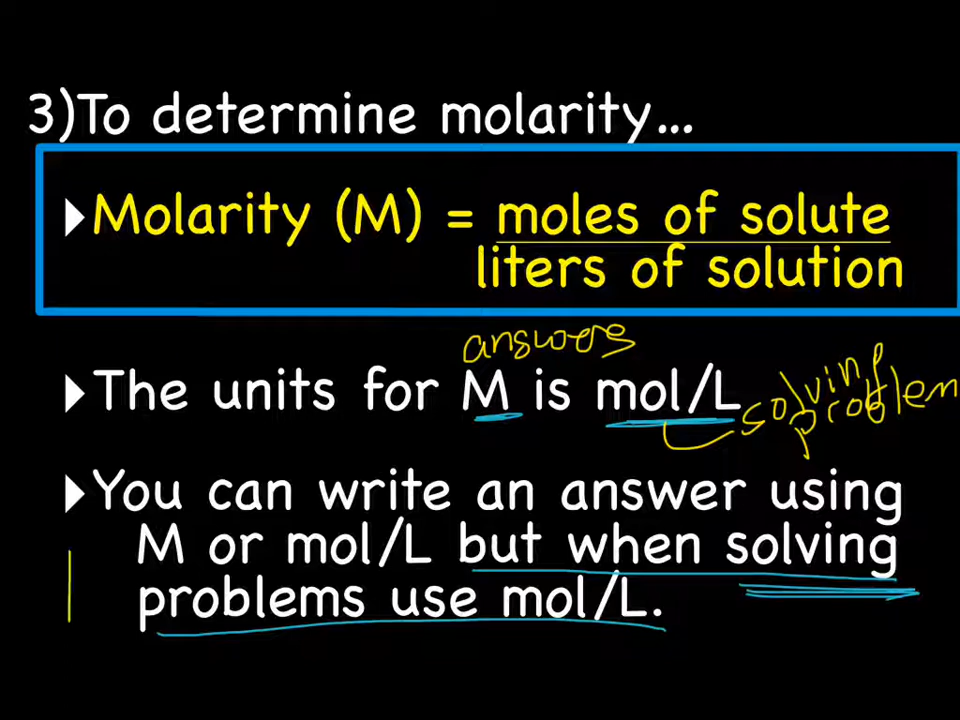 3)To determine molarity...
Molarity (M) = moles of solute
liters of solution
answers
The units for M is mol/L
solving
problem
You can write an answer using
M or mol/L but when solving
problems use mol/L.